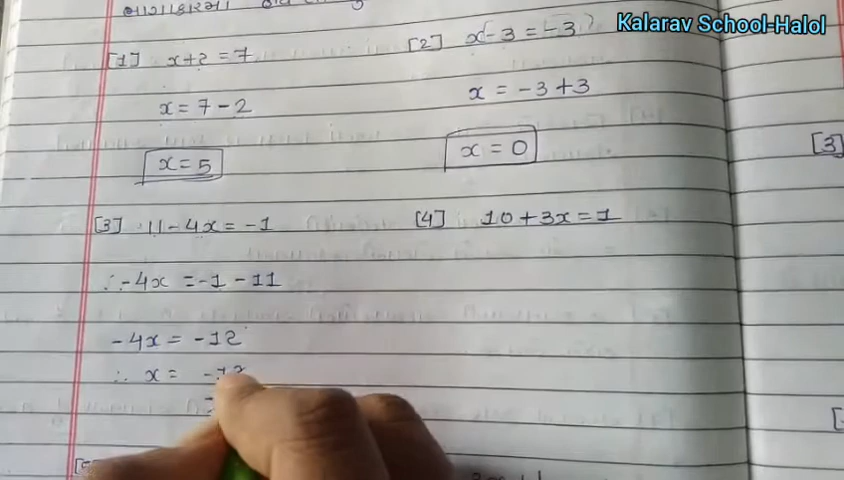 Kalarav School-Halol
[1] x+2=7
x=7-2
x=5
[2] x-3=-3
x=-3+3
x=0
[3]
[3] 11-4x=-1
∴-4x=-1-11
-4x=-12
∴ x= -12
[4] 10+3x=1